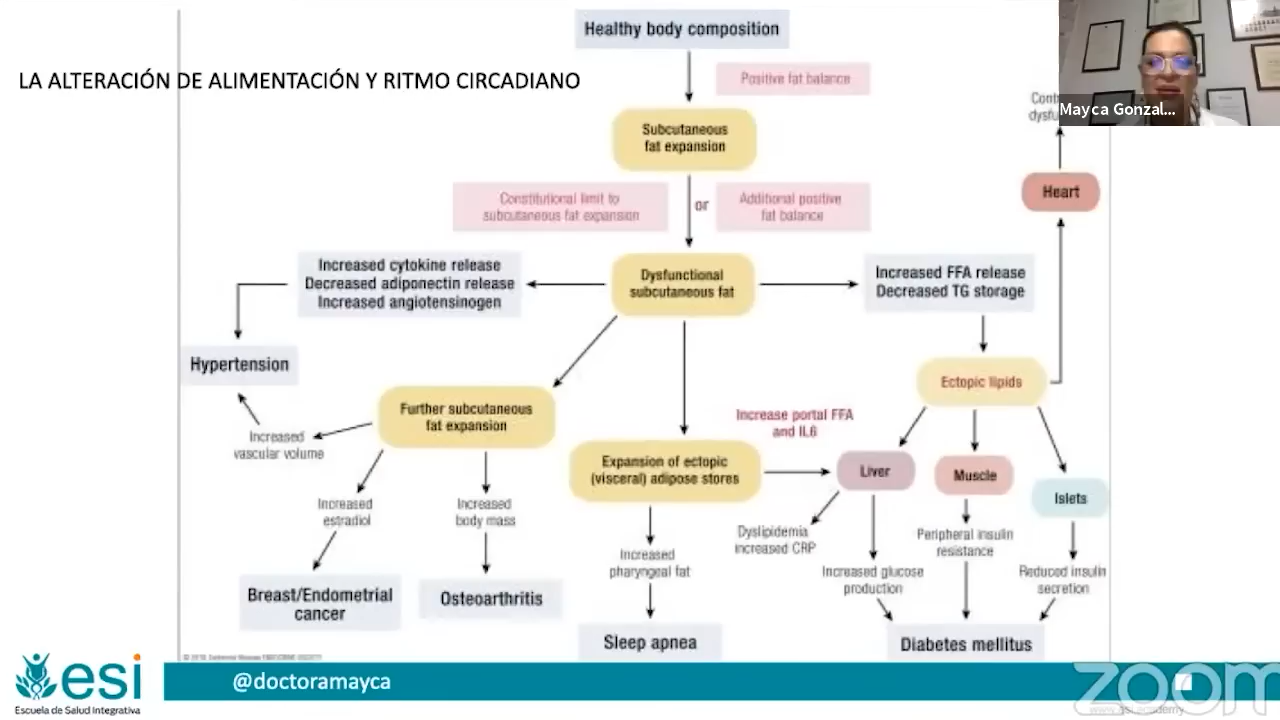 Healthy body composition
LA ALTERACIÓN DE ALIMENTACIÓN Y RITMO CIRCADIANO
Positive fat balance
Mayca Gonzal...
Subcutaneous
fat expansion
Heart
Constitutional limit to
subcutaneous fat expansion
or
Additional positive
fat balance
Increased cytokine release
Decreased adiponectin release
Increased angiotensinogen
Dysfunctional
subcutaneous fat
Increased FFA release
Decreased TG storage
Hypertension
Ectopic lipids
Further subcutaneous
fat expansion
Increase portal FFA
and IL6
Increased
vascular volume
Expansion of ectopic
(visceral) adipose stores
Liver
Muscle
Islets
Increased
estradiol
Increased
body mass
Increased
pharyngeal fat
Dyslipidemia
increased CRP
Increased glucose
production
Peripheral insulin
resistance
Reduced insulin
secretion
Breast/Endometrial
cancer
Osteoarthritis
Sleep apnea
Diabetes mellitus
esi
Escuela de Salud Integrativa
@doctoramayca
zoom